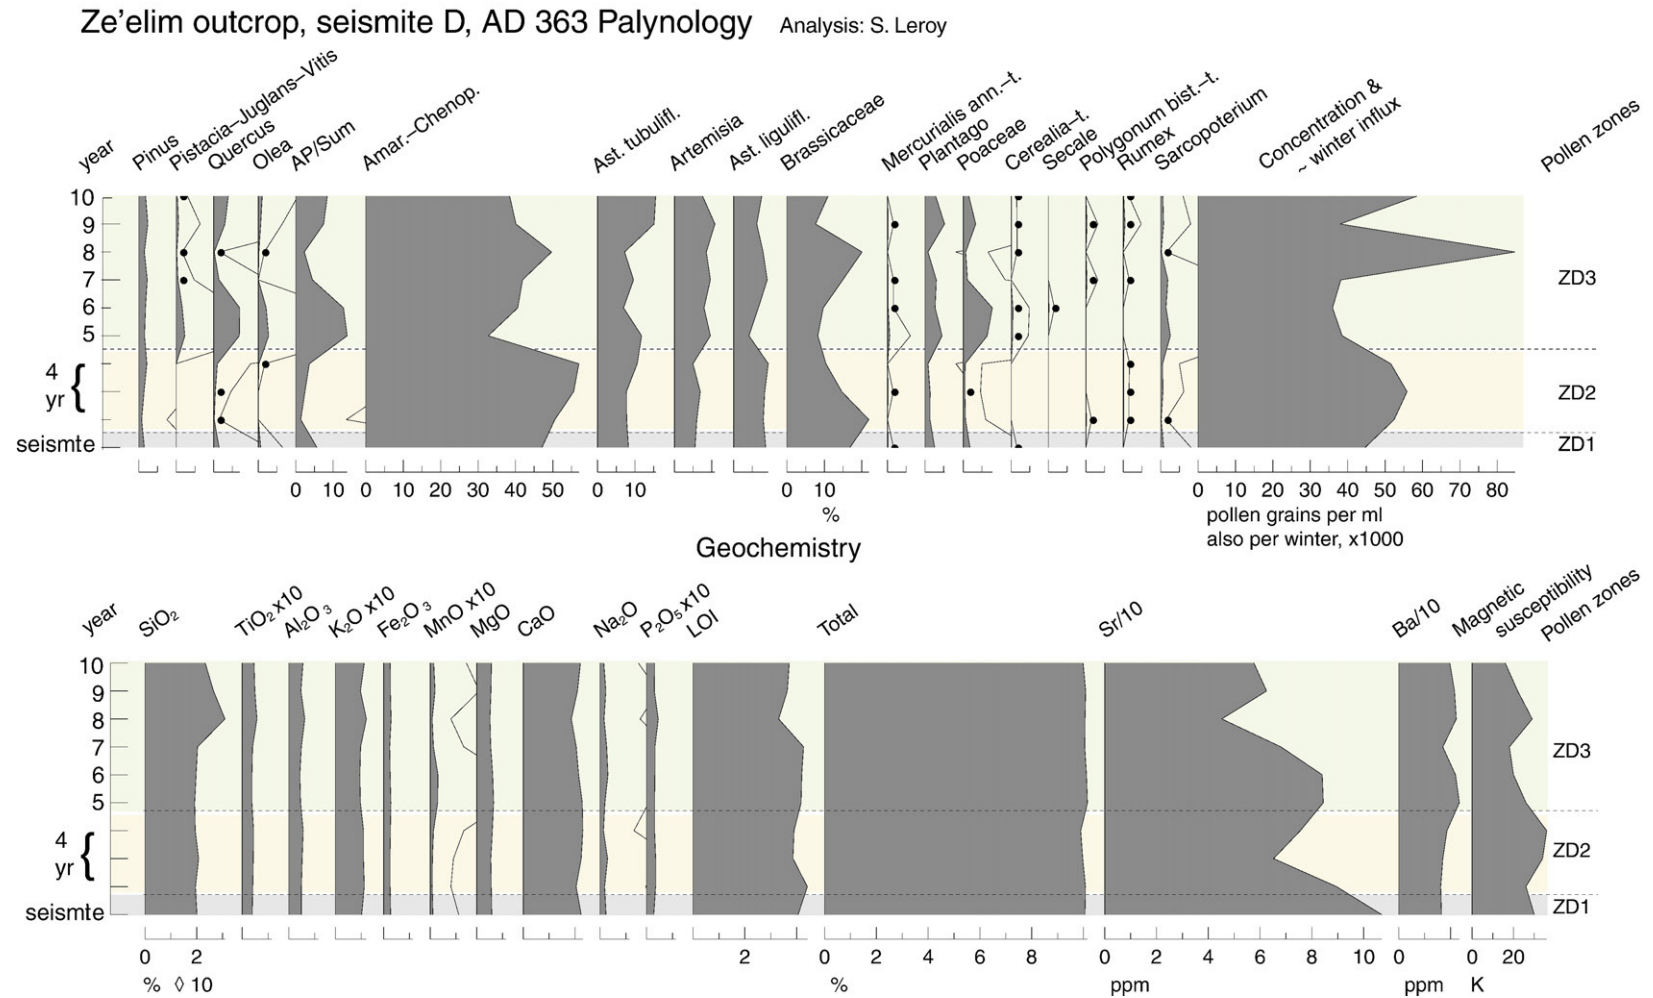 Ze'elim outcrop, seismite D, AD 363 Palynology Analysis: S. Leroy
year Pinus Pistacia–Juglans–Vitis Quercus Olea AP/Sum Amar.–Chenop. Ast. tubulifl. Artemisia Ast. ligulifl. Brassicaceae Mercurialis ann.–t. Plantago Poaceae Cerealia–t. Secale Polygonum bist.–t. Rumex Sarcopoterium Concentration & ~ winter influx Pollen zones
10
9
8
7 ZD3
6
5
4
yr { ZD2
seismte ZD1
0 10 0 10 20 30 40 50 0 10 0 10 0 10 20 30 40 50 60 70 80
% pollen grains per ml
also per winter, x1000
Geochemistry
year SiO₂ TiO₂ x10 Al₂O₃ K₂O x10 Fe₂O₃ MnO x10 MgO CaO Na₂O P₂O₅ x10 LOI Total Sr/10 Ba/10 Magnetic susceptibility Pollen zones
10
9
8
7 ZD3
6
5
4
yr { ZD2
seismte ZD1
0 2 2 0 2 4 6 8 0 2 4 6 8 10 0 0 20
% ◊ 10 % ppm ppm K